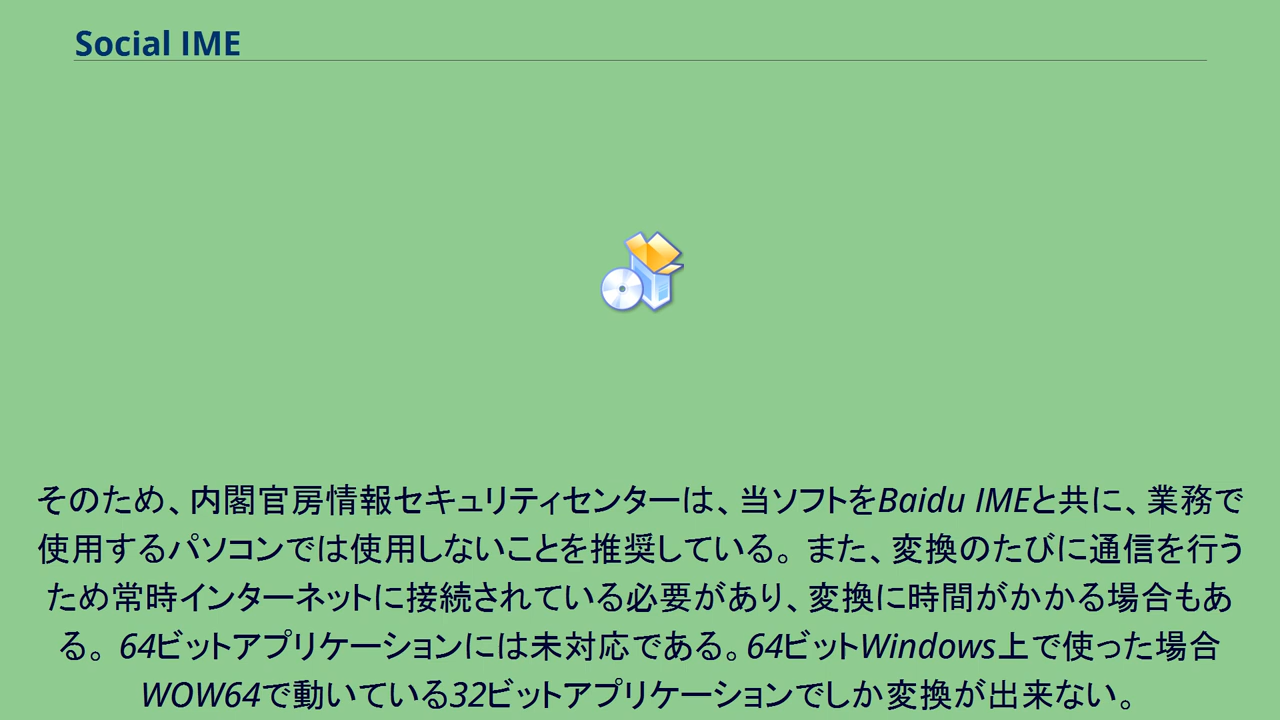 Social IME
そのため、内閣官房情報セキュリティセンターは、当ソフトをBaidu IMEと共に、業務で
使用するパソコンでは使用しないことを推奨している。また、変換のたびに通信を行う
ため常時インターネットに接続されている必要があり、変換に時間がかかる場合もあ
る。64ビットアプリケーションには未対応である。64ビットWindows上で使った場合
WOW64で動いている32ビットアプリケーションでしか変換が出来ない。